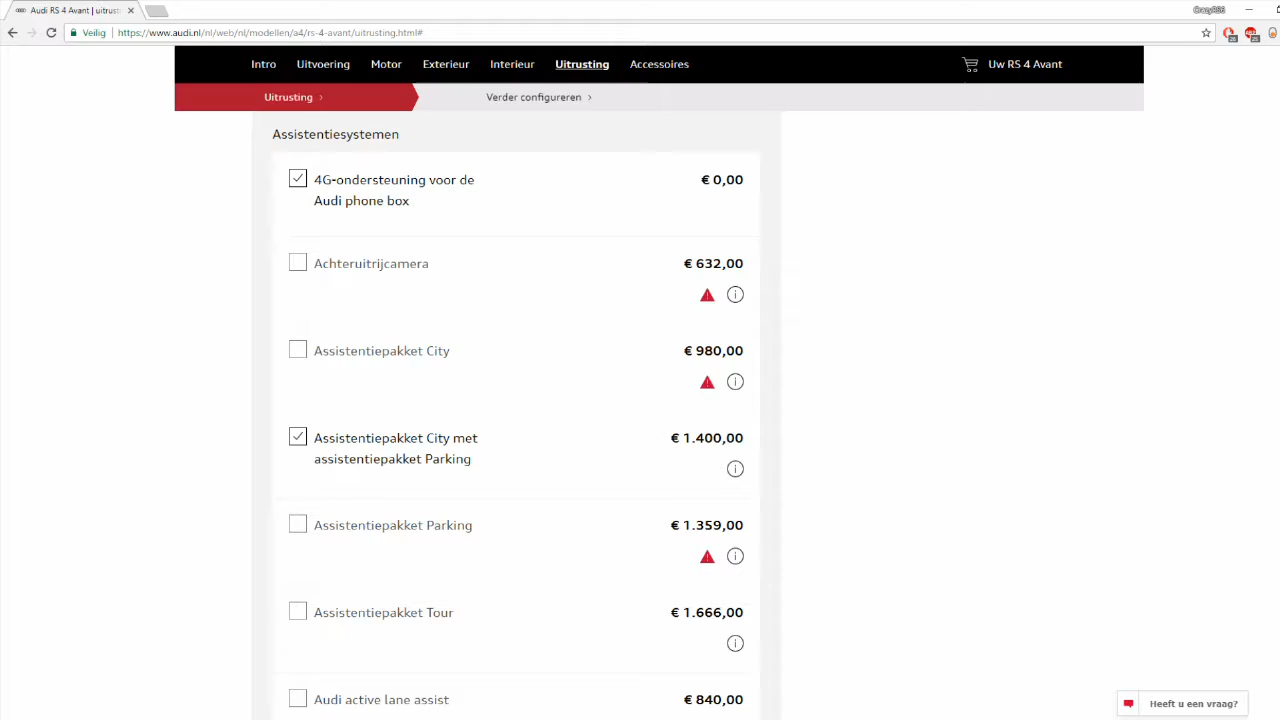 Audi RS 4 Avant | uitrust
CrazyRS6
Veilig https://www.audi.nl/nl/web/nl/modellen/a4/rs-4-avant/uitrusting.html#
Intro Uitvoering Motor Exterieur Interieur Uitrusting Accessoires Uw RS 4 Avant
Uitrusting Verder configureren
Assistentiesystemen
4G-ondersteuning voor de € 0,00
Audi phone box
Achteruitrijcamera € 632,00
Assistentiepakket City € 980,00
Assistentiepakket City met € 1.400,00
assistentiepakket Parking
Assistentiepakket Parking € 1.359,00
Assistentiepakket Tour € 1.666,00
Audi active lane assist € 840,00
Heeft u een vraag?